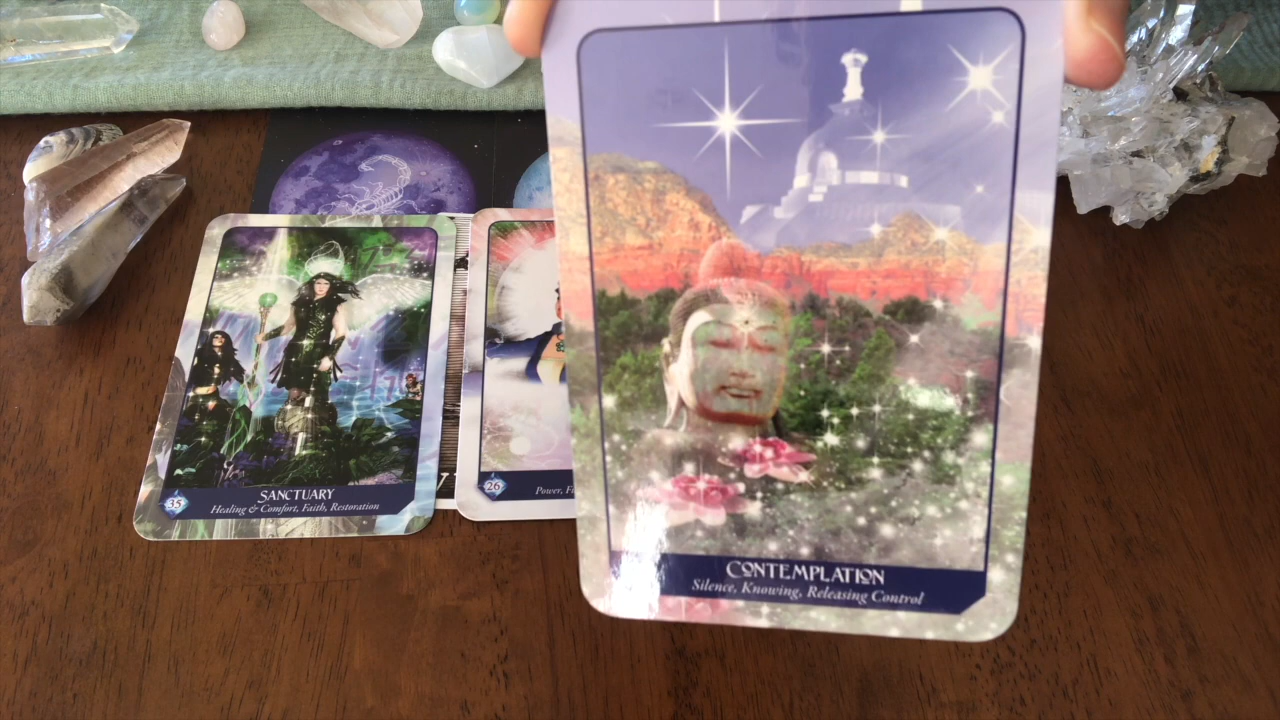 35
SANCTUARY
Healing & Comfort, Faith, Restoration
26
Power,
CONTEMPLATION
Silence, Knowing, Releasing Control